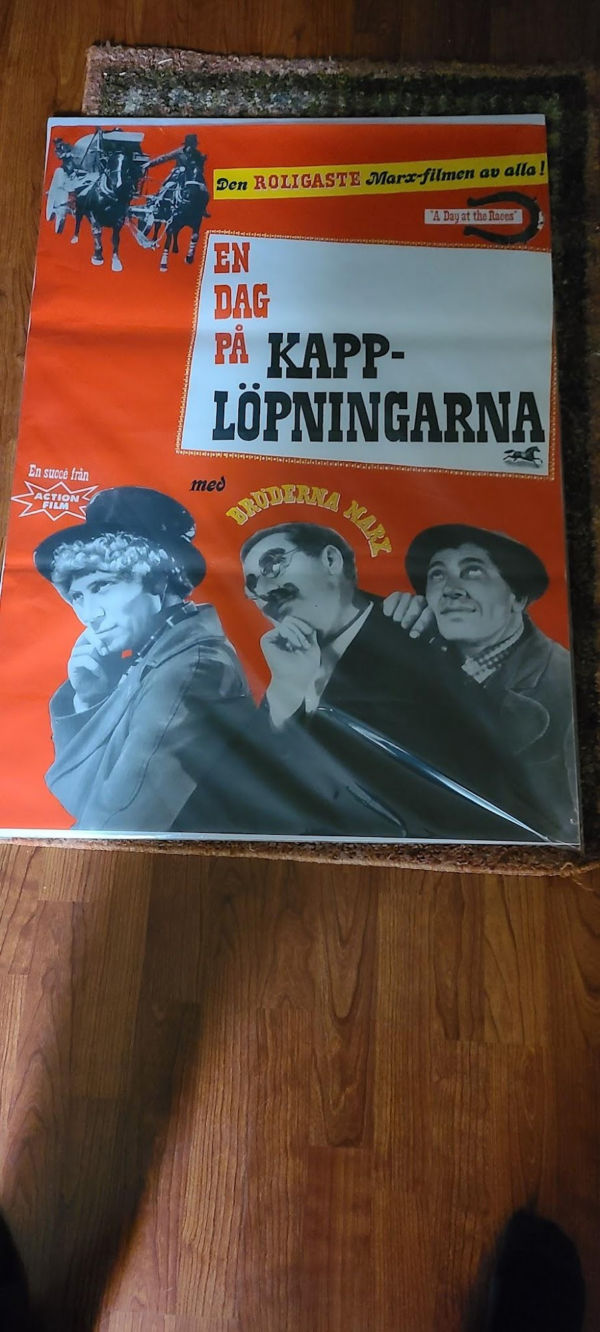 Den ROLIGASTE Marx-filmen av alla!
"A Day at the Races"
EN
DAG
PÅ KAPP-
LÖPNINGARNA
En succé från
ACTION
FILM
med
BRÖDERNA MARX